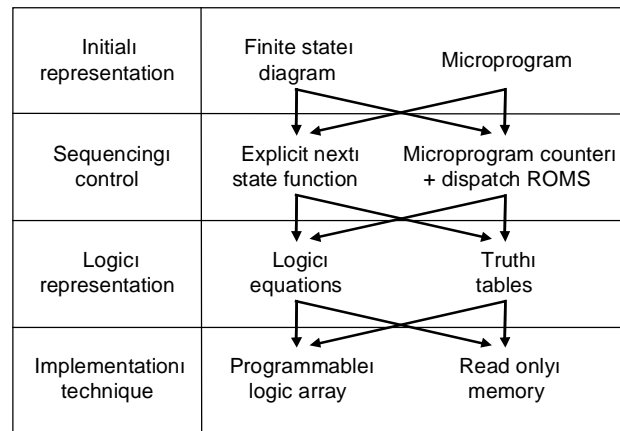 Initialı
representation
Finite stateı
diagram
Microprogram
Sequencingı
control
Explicit nextı
state function
Microprogram counterı
+ dispatch ROMS
Logicı
representation
Logicı
equations
Truthı
tables
Implementationı
technique
Programmableı
logic array
Read onlyı
memory